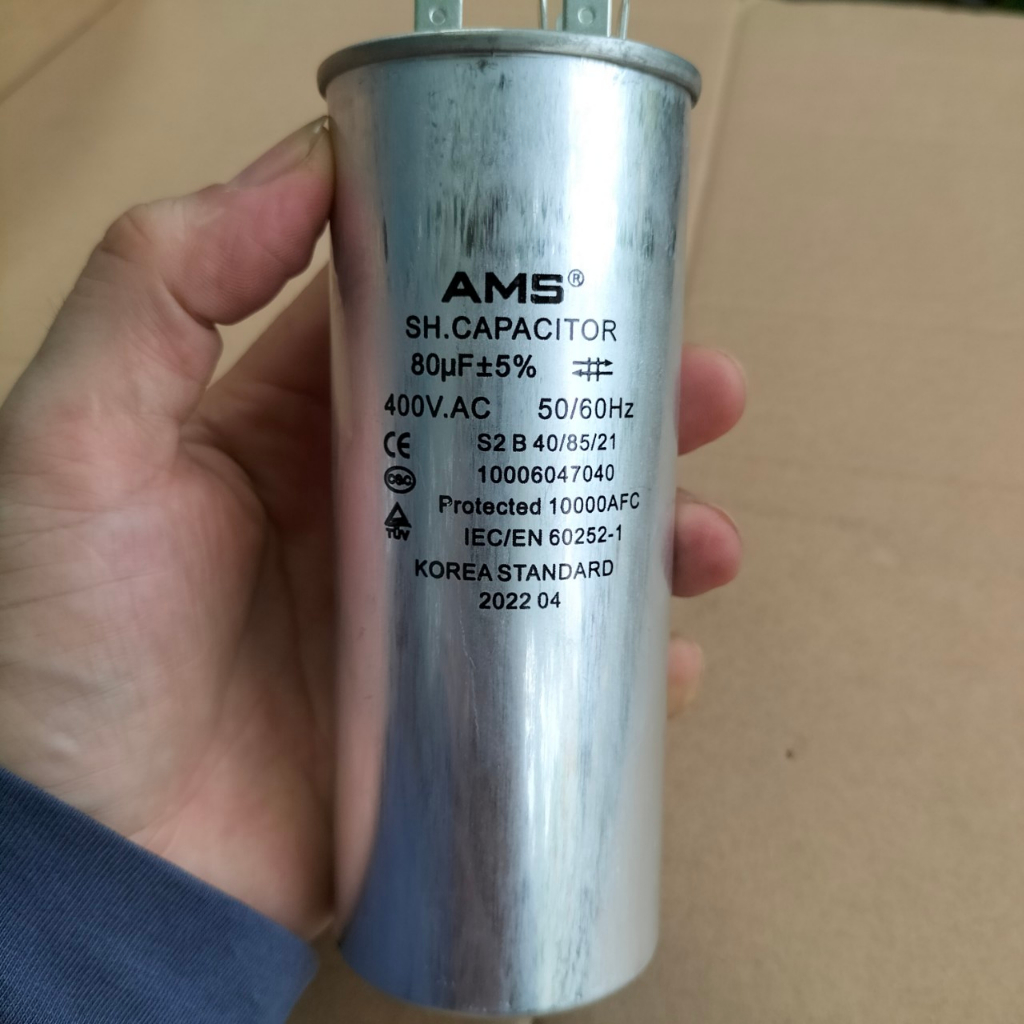 AMS®
SH.CAPACITOR
80µF±5%
400V.AC 50/60Hz
CE S2 B 40/85/21
10006047040
Protected 10000AFC
TÜV IEC/EN 60252-1
KOREA STANDARD
2022 04